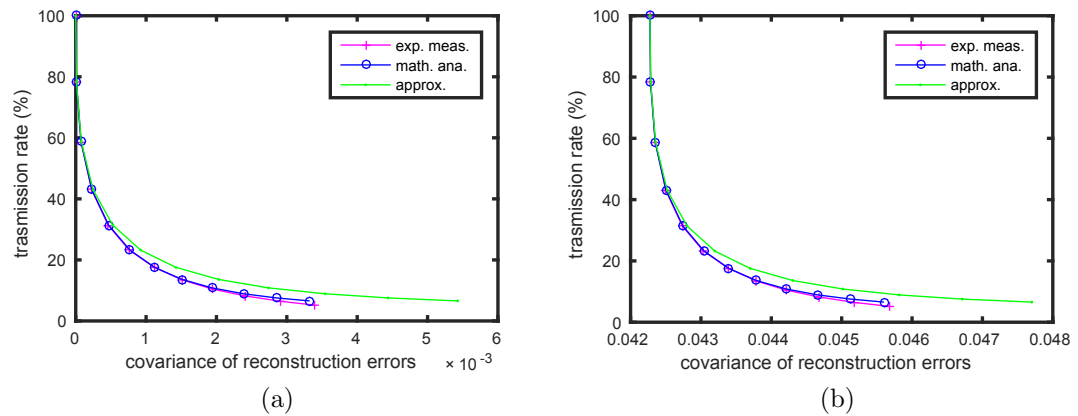 100
80
60
40
20
0
trasmission rate (%)
exp. meas.
math. ana.
approx.
0 1 2 3 4 5 6
covariance of reconstruction errors × 10⁻³
(a)
100
80
60
40
20
0
trasmission rate (%)
exp. meas.
math. ana.
approx.
0.042 0.043 0.044 0.045 0.046 0.047 0.048
covariance of reconstruction errors
(b)